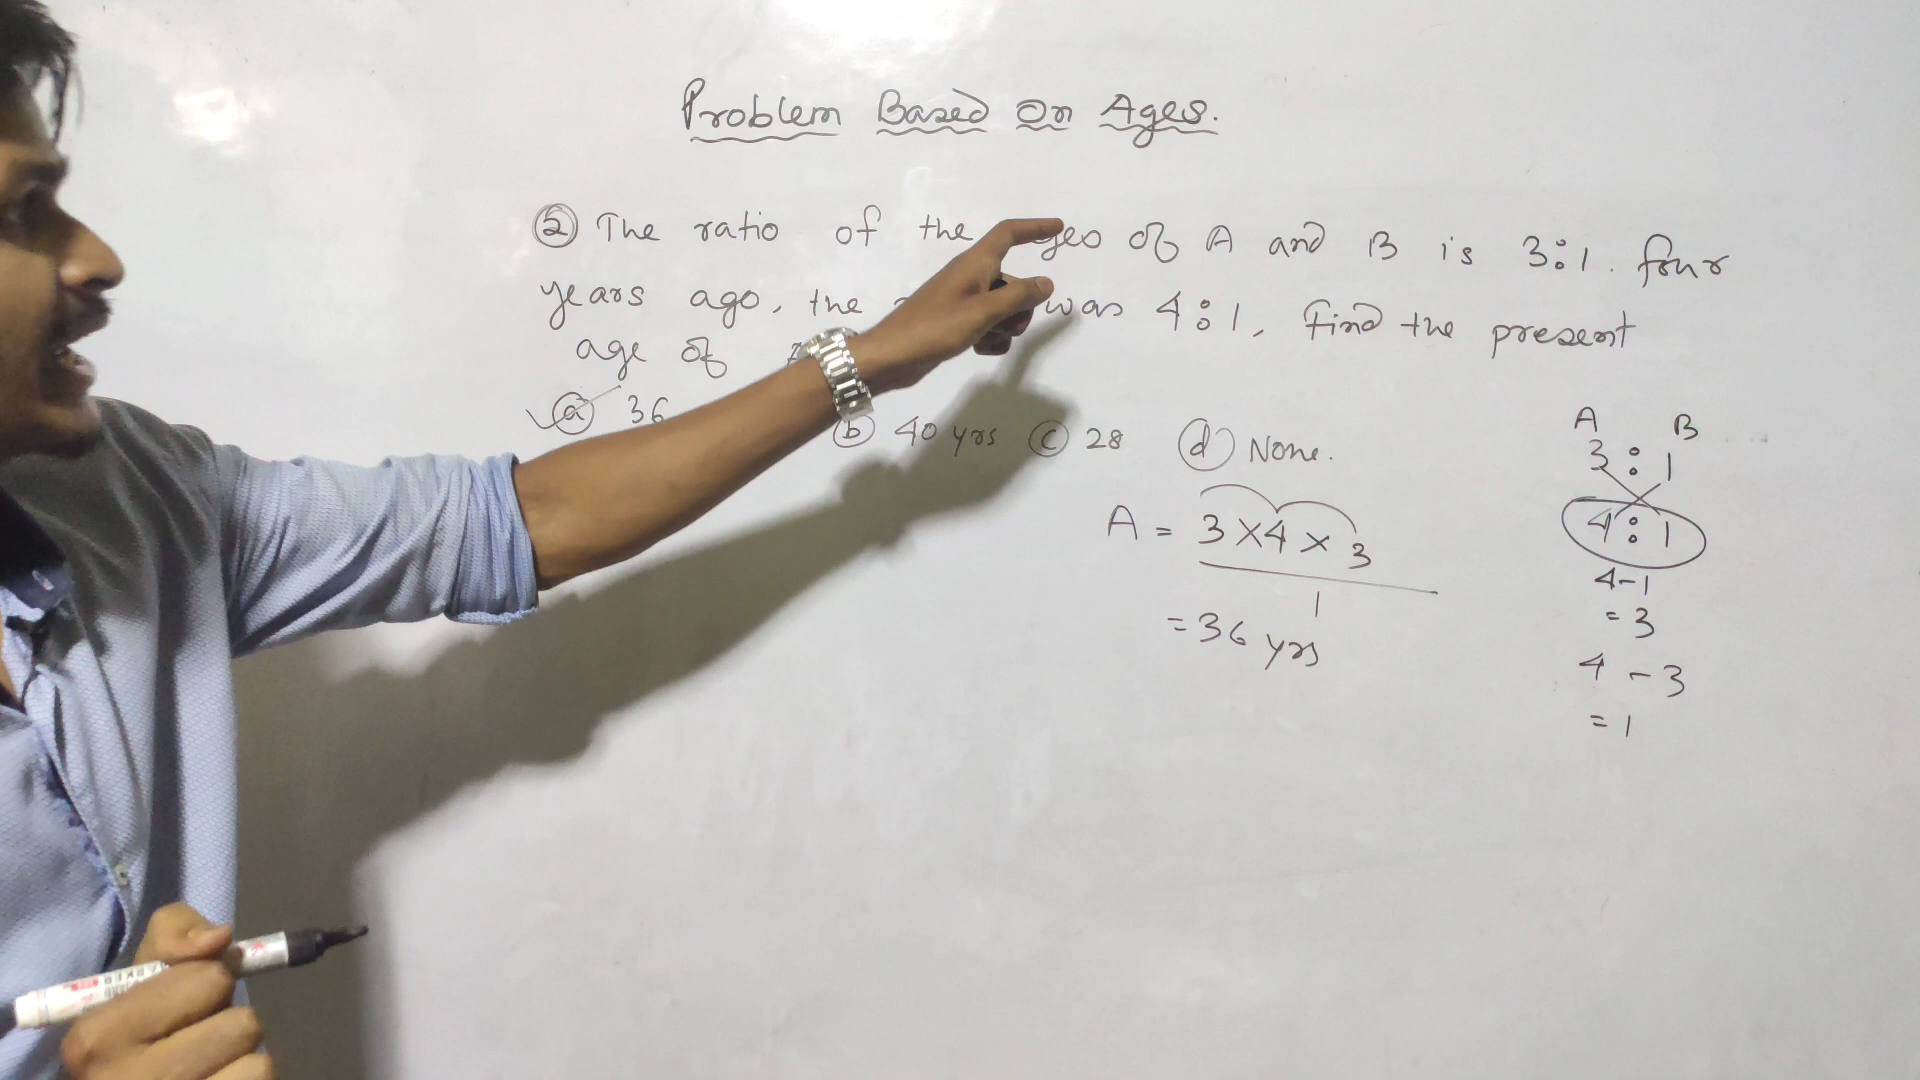 Problem Based On Ages.
② The ratio of the ages of A and B is 3:1. four
years ago, the was 4:1, find the present
age of
ⓐ 36 ⓑ 40 yrs ⓒ 28 ⓓ None.
A = 3×4×3
1
= 36 yrs
A B
3 : 1
4 : 1
4-1
= 3
4 - 3
= 1